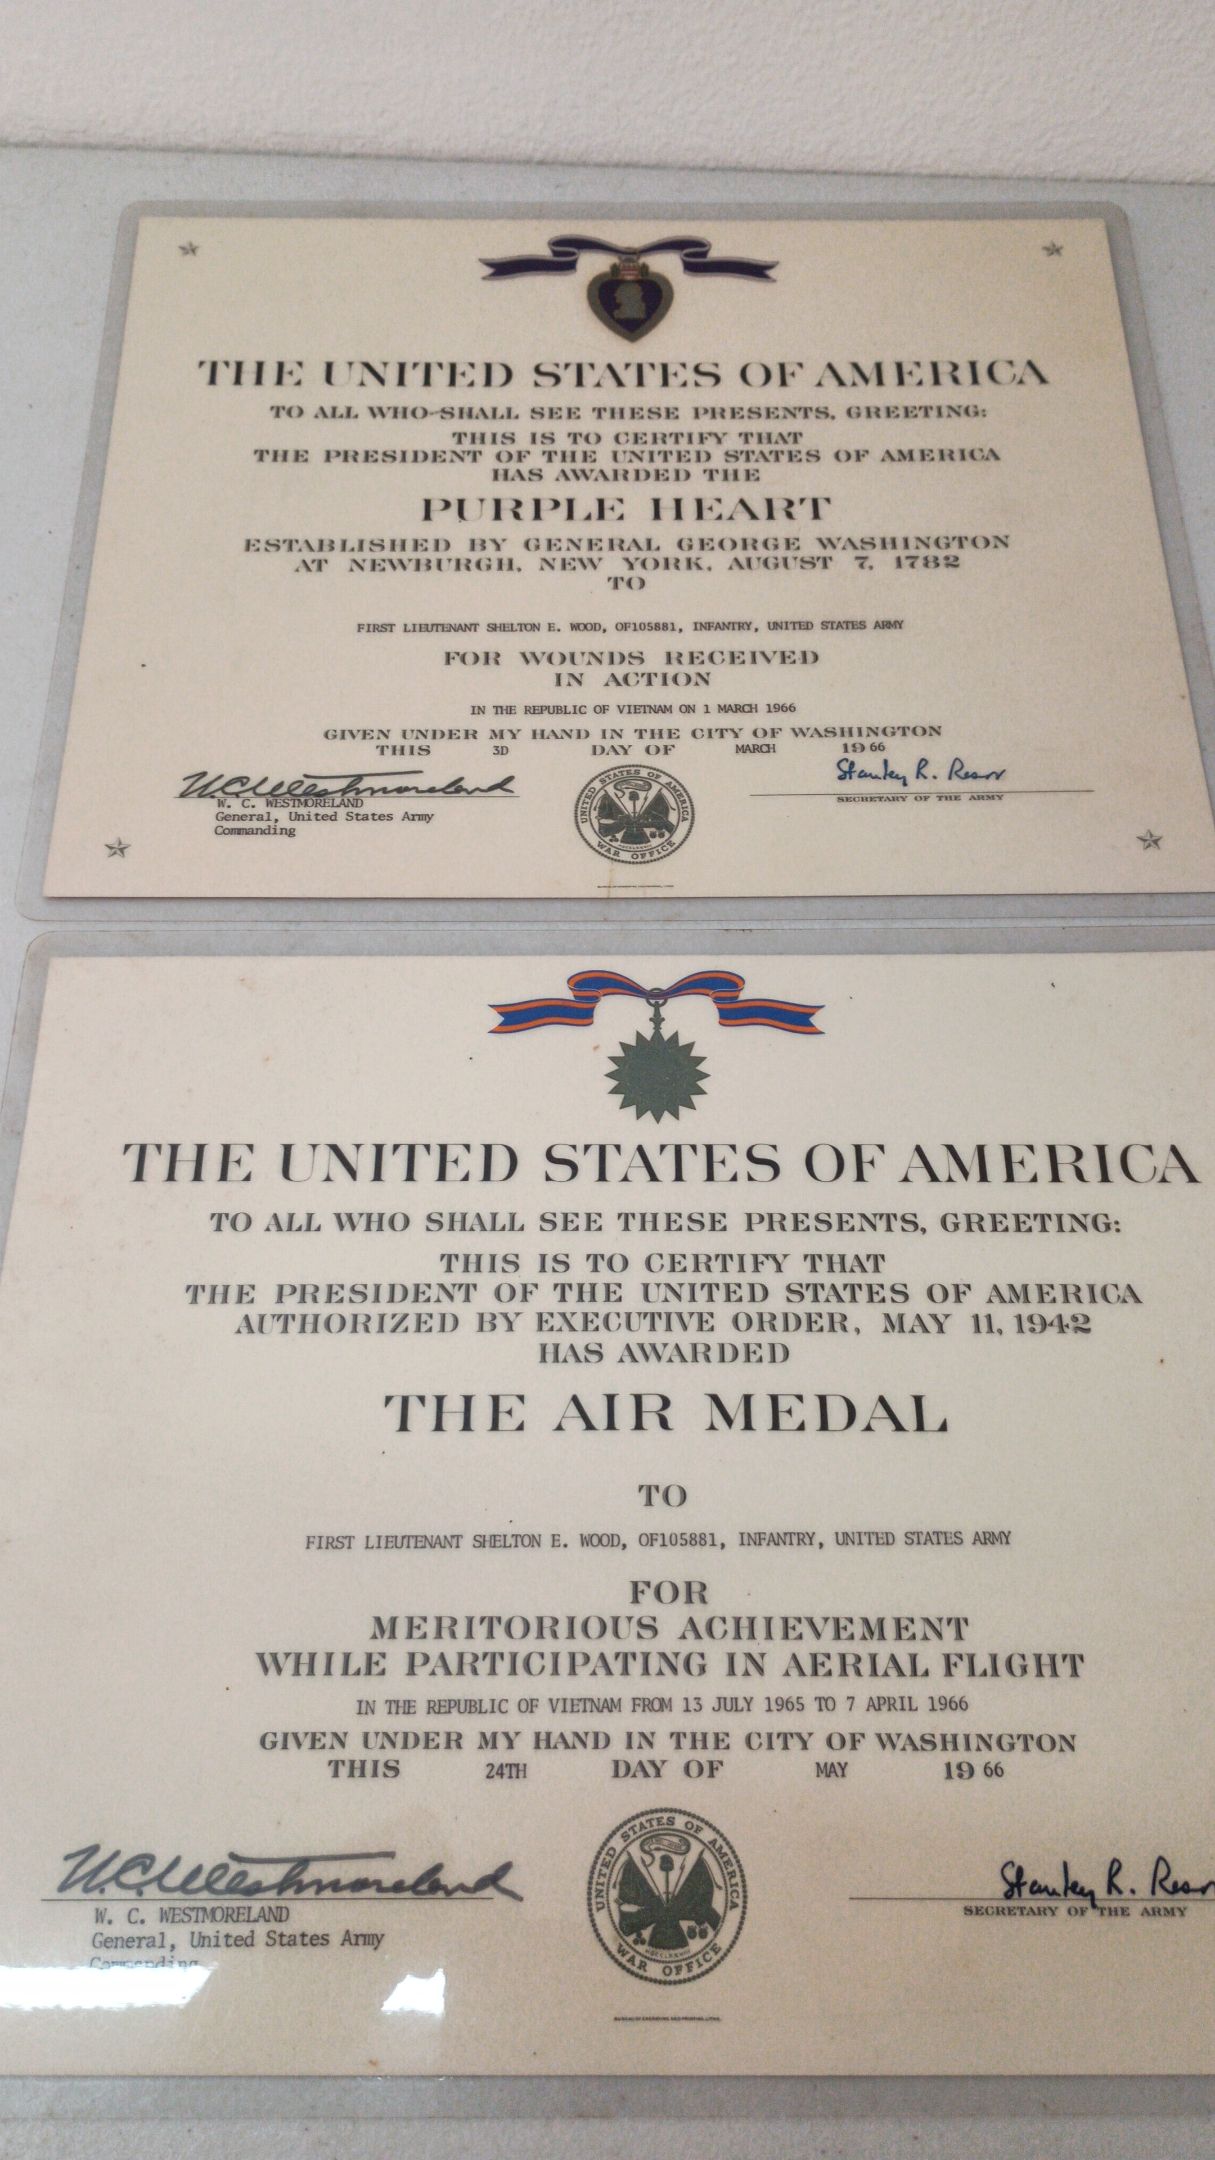 THE UNITED STATES OF AMERICA
TO ALL WHO SHALL SEE THESE PRESENTS, GREETING:
THIS IS TO CERTIFY THAT
THE PRESIDENT OF THE UNITED STATES OF AMERICA
HAS AWARDED THE
PURPLE HEART
ESTABLISHED BY GENERAL GEORGE WASHINGTON
AT NEWBURGH, NEW YORK, AUGUST 7, 1782
TO
FIRST LIEUTENANT SHELTON E. WOOD, OF105881, INFANTRY, UNITED STATES ARMY
FOR WOUNDS RECEIVED
IN ACTION
IN THE REPUBLIC OF VIETNAM ON 1 MARCH 1966
GIVEN UNDER MY HAND IN THE CITY OF WASHINGTON
THIS 3D DAY OF MARCH 1966
W.C. Westmoreland
W. C. WESTMORELAND
General, United States Army
Commanding
UNITED STATES OF AMERICA
WAR OFFICE
Stanley R. Resor
SECRETARY OF THE ARMY
THE UNITED STATES OF AMERICA
TO ALL WHO SHALL SEE THESE PRESENTS, GREETING:
THIS IS TO CERTIFY THAT
THE PRESIDENT OF THE UNITED STATES OF AMERICA
AUTHORIZED BY EXECUTIVE ORDER, MAY 11, 1942
HAS AWARDED
THE AIR MEDAL
TO
FIRST LIEUTENANT SHELTON E. WOOD, OF105881, INFANTRY, UNITED STATES ARMY
FOR
MERITORIOUS ACHIEVEMENT
WHILE PARTICIPATING IN AERIAL FLIGHT
IN THE REPUBLIC OF VIETNAM FROM 13 JULY 1965 TO 7 APRIL 1966
GIVEN UNDER MY HAND IN THE CITY OF WASHINGTON
THIS 24TH DAY OF MAY 1966
W.C. Westmoreland
W. C. WESTMORELAND
General, United States Army
Commanding
UNITED STATES OF AMERICA
WAR OFFICE
Stanley R. Resor
SECRETARY OF THE ARMY